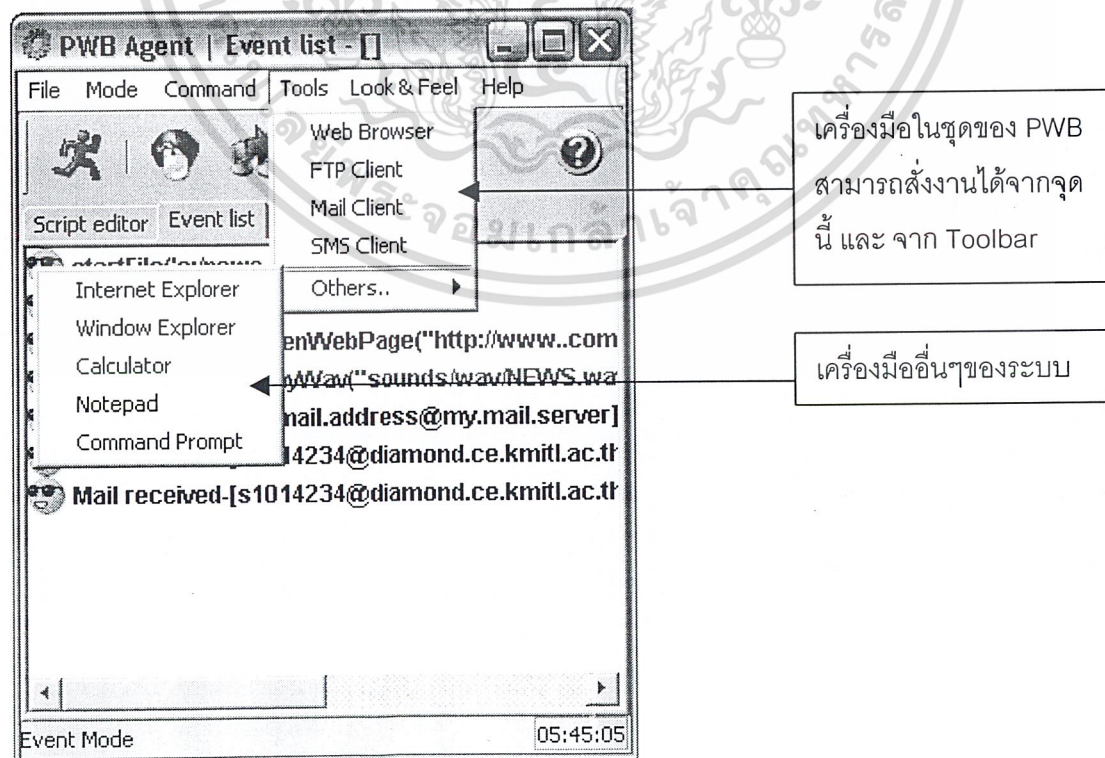 PWB Agent | Event list - []
File Mode Command Tools Look & Feel Help
Web Browser
FTP Client
Mail Client
SMS Client
Others..
Script editor Event list
Internet Explorer
Window Explorer
Calculator
Notepad
Command Prompt
enWebPage("http://www..com
yWav("sounds/wav/NEWS.wa
mail.address@my.mail.server]
14234@diamond.ce.kmitl.ac.th
Mail received-[s1014234@diamond.ce.kmitl.ac.th
Event Mode 05:45:05
เครื่องมือในชุดของ PWB
สามารถสั่งงานได้จากจุด
นี้ และ จาก Toolbar
เครื่องมืออื่นๆของระบบ